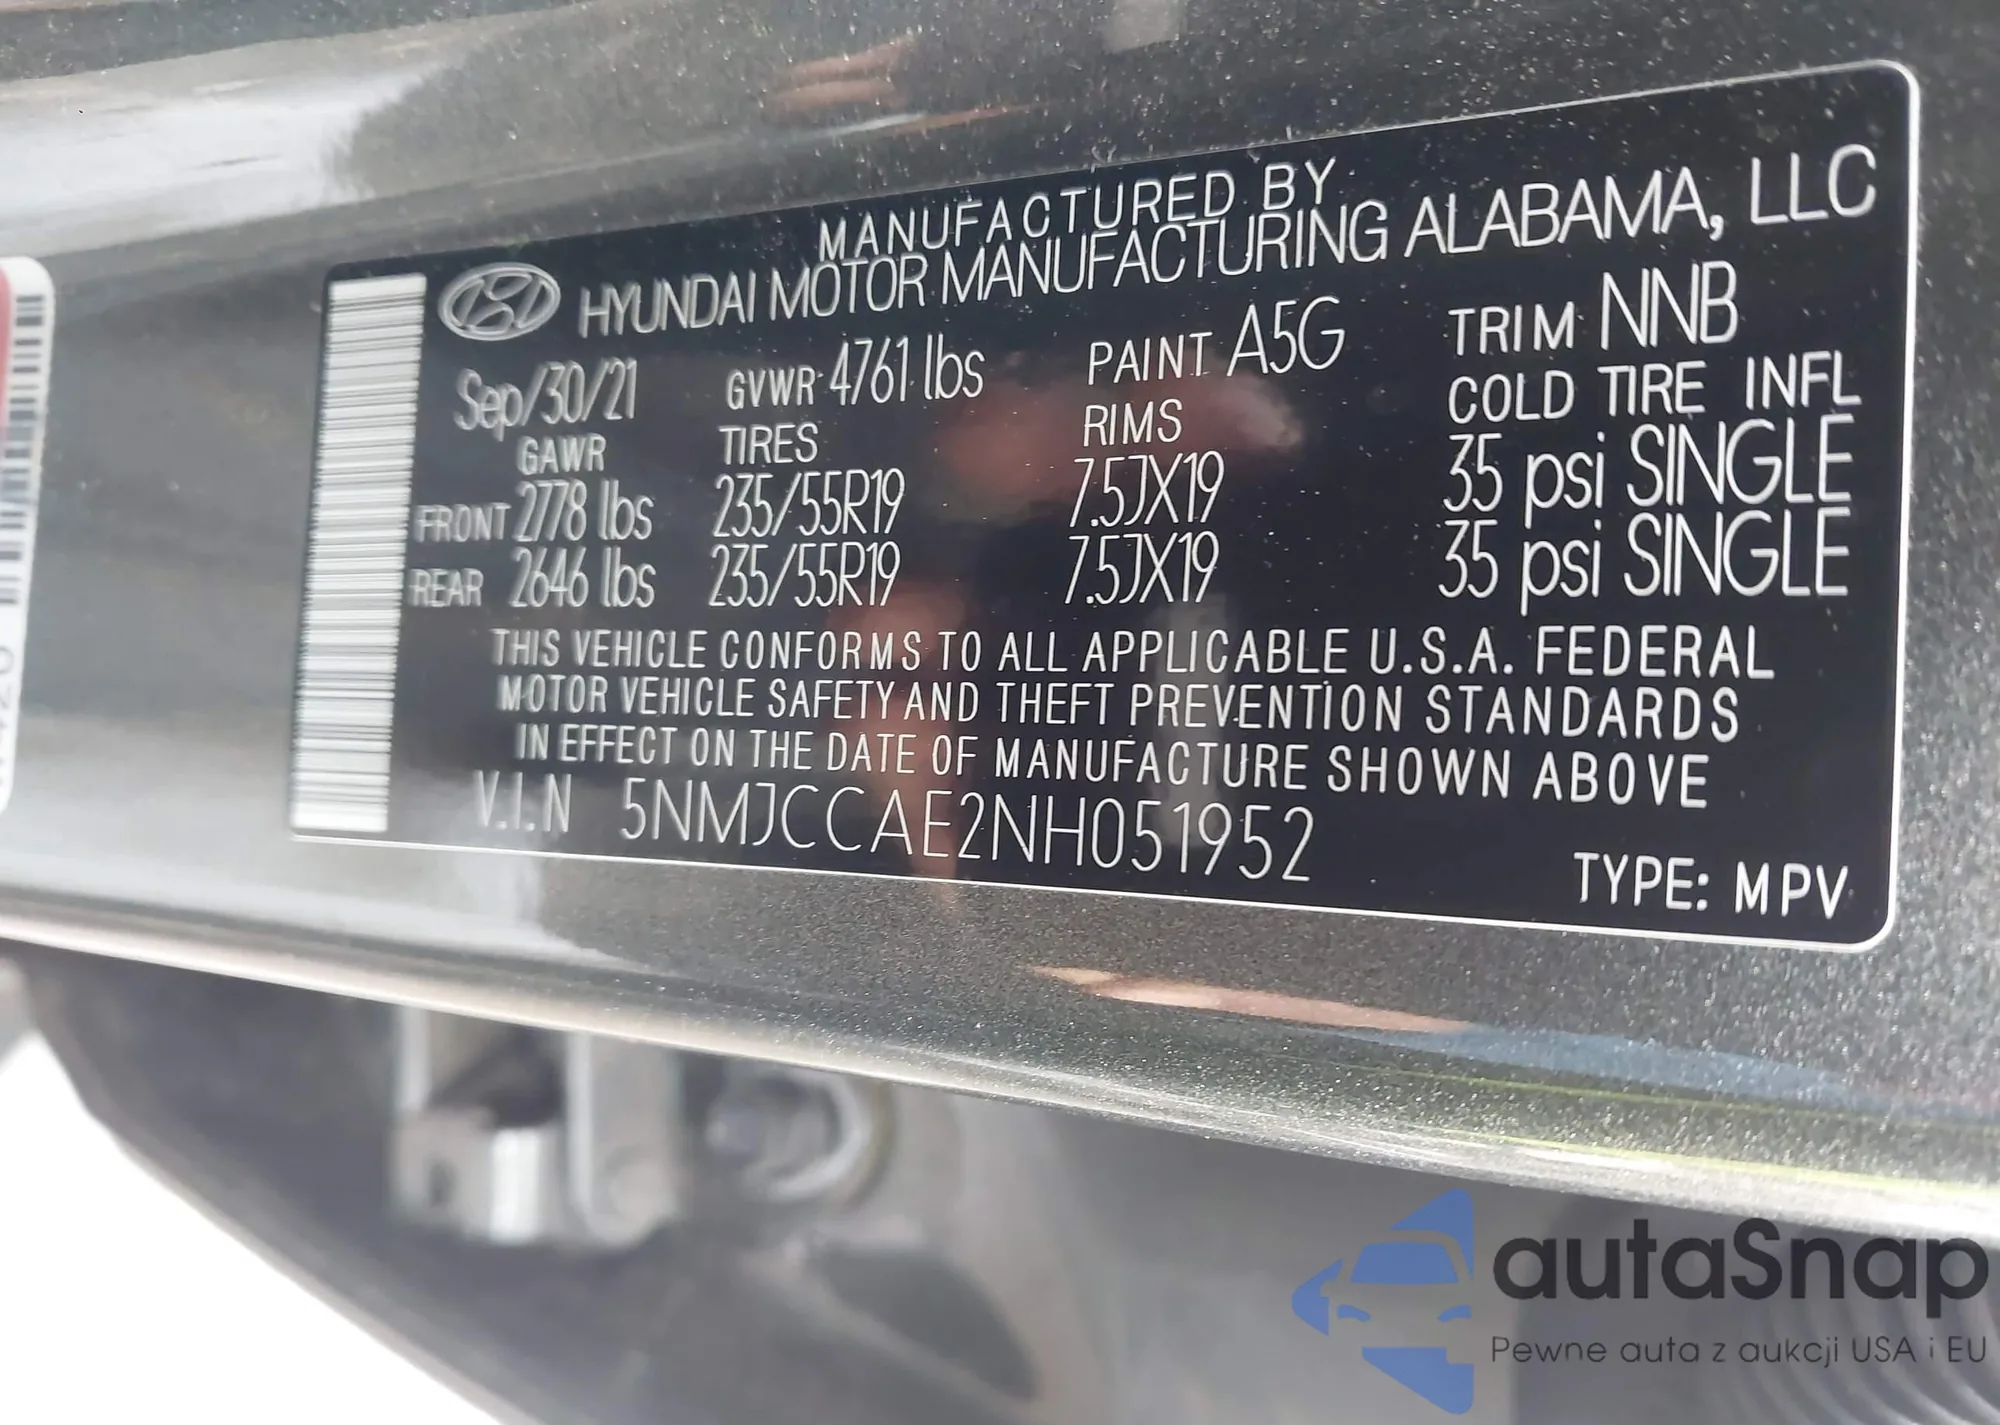 MANUFACTURED BY
HYUNDAI MOTOR MANUFACTURING ALABAMA, LLC
Sep/30/21 GVWR 4761 lbs PAINT A5G TRIM NNB
GAWR TIRES RIMS COLD TIRE INFL
FRONT 2778 lbs 235/55R19 7.5JX19 35 psi SINGLE
REAR 2646 lbs 235/55R19 7.5JX19 35 psi SINGLE
THIS VEHICLE CONFORMS TO ALL APPLICABLE U.S.A. FEDERAL
MOTOR VEHICLE SAFETY AND THEFT PREVENTION STANDARDS
IN EFFECT ON THE DATE OF MANUFACTURE SHOWN ABOVE
V.I.N 5NMJCCAE2NH051952
TYPE: MPV
autaSnap
Pewne auta z aukcji USA i EU